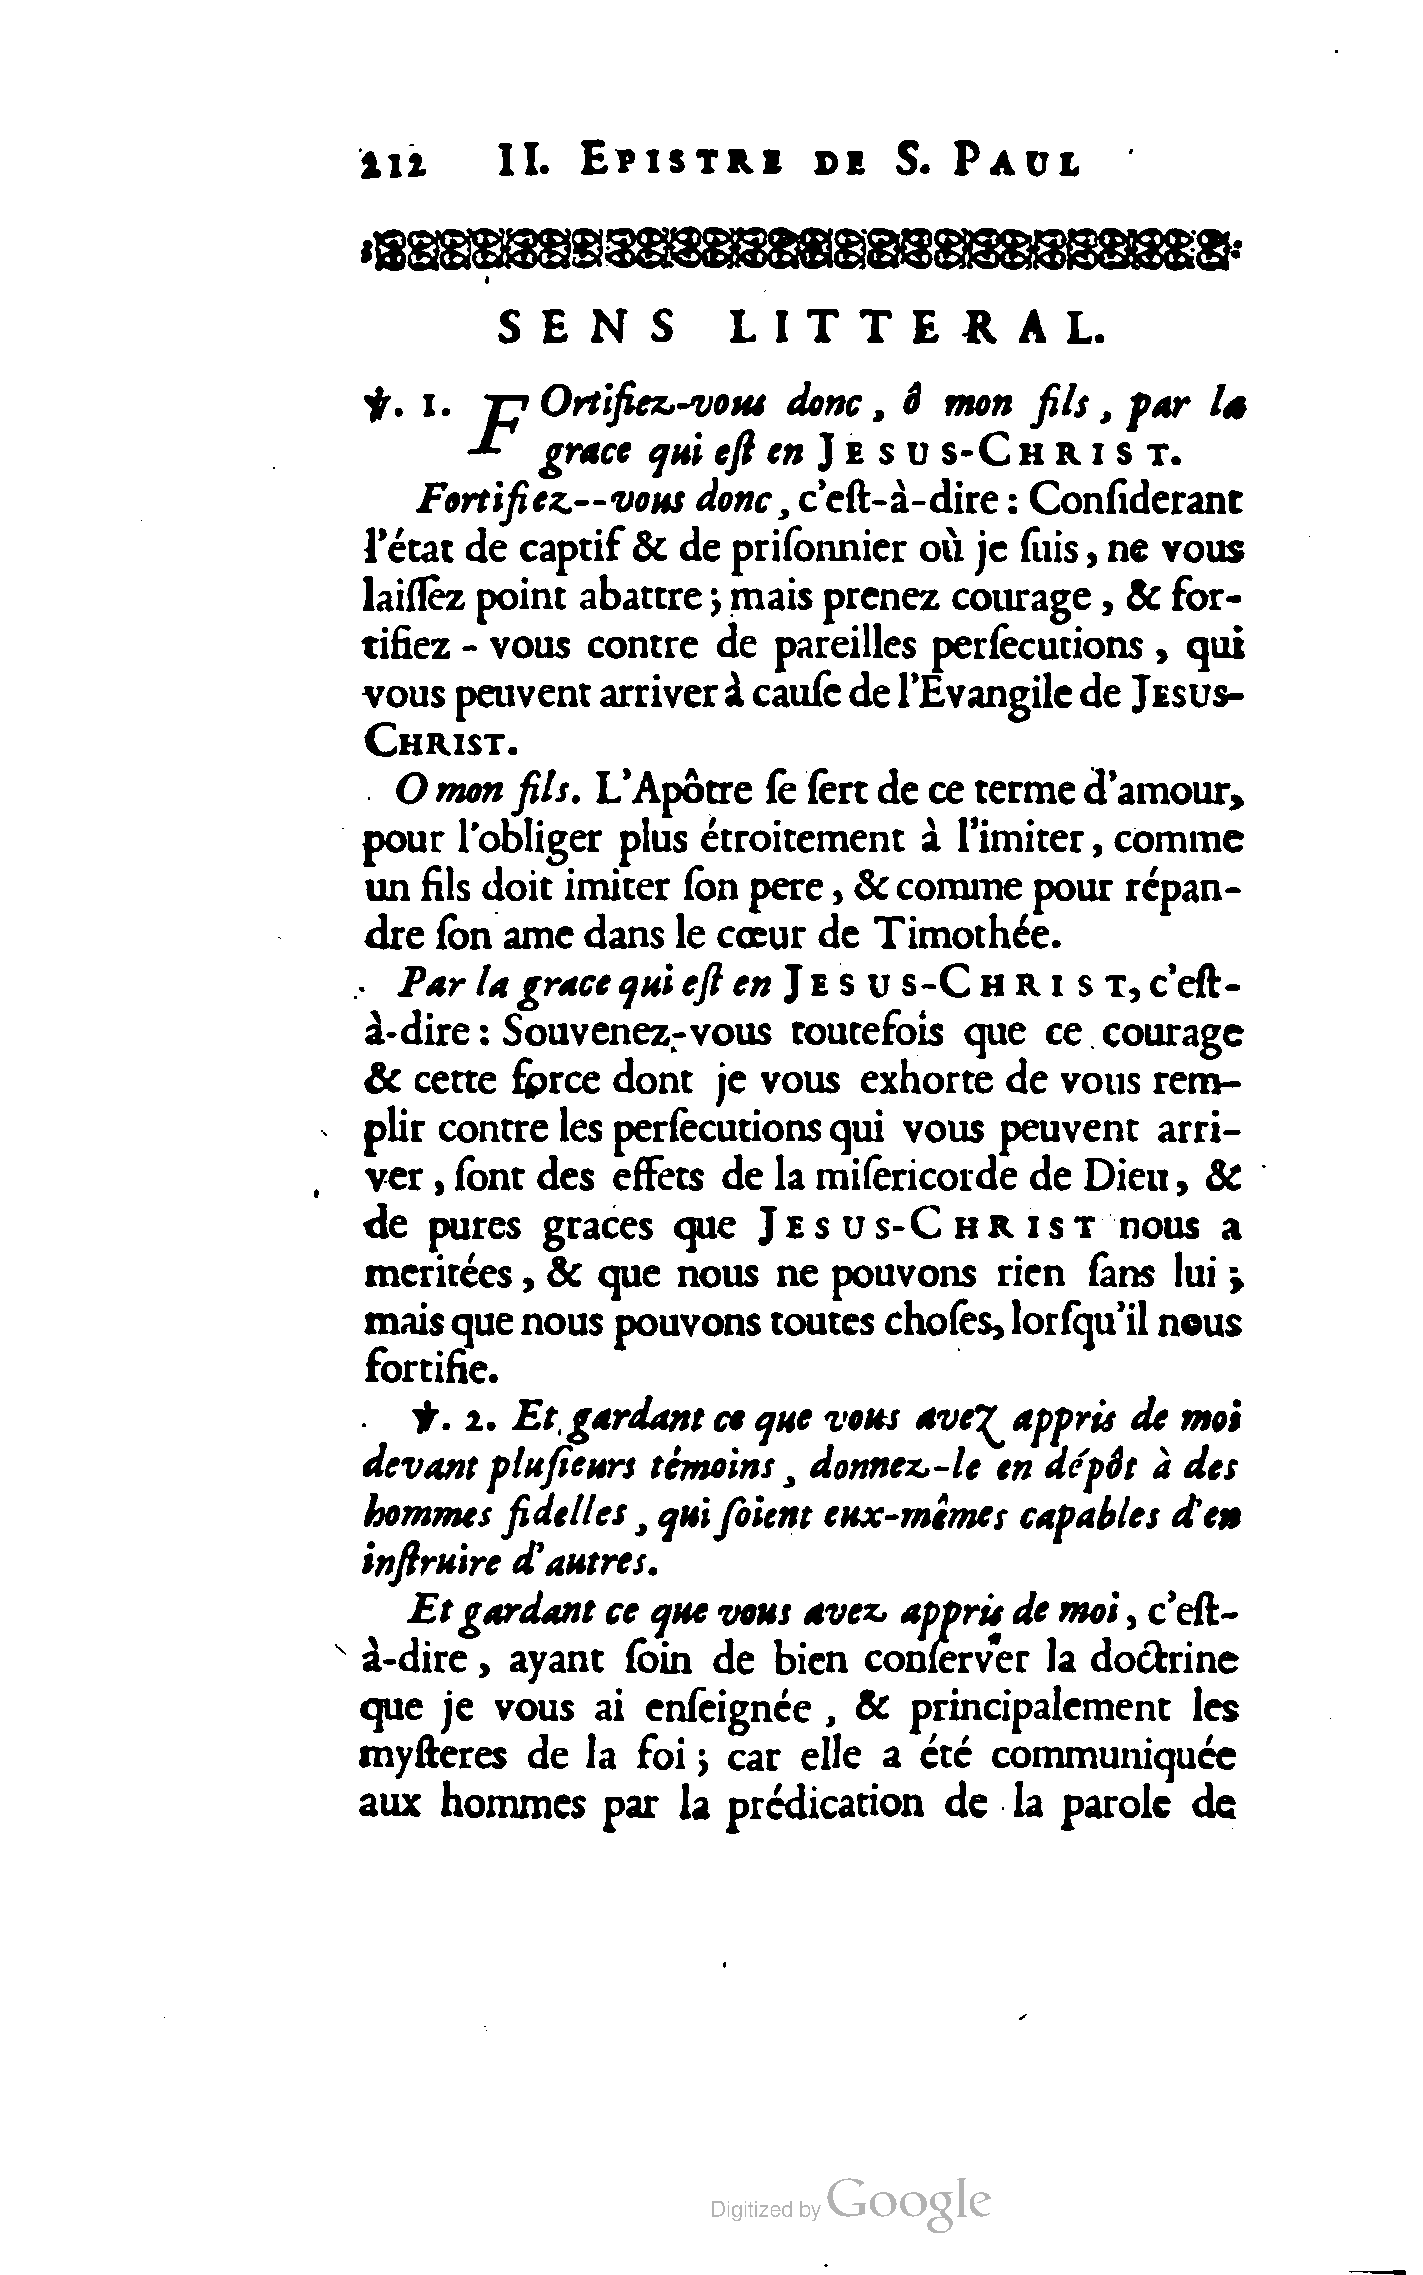 212 II. EPISTRE DE S. PAUL
SENS LITTERAL.
℣. 1. FOrtifiez-vous donc, ô mon fils, par la
grace qui eſt en JESUS-CHRIST.
Fortifiez--vous donc, c'eſt-à-dire : Conſiderant
l'état de captif & de priſonnier où je ſuis, ne vous
laiſſez point abattre ; mais prenez courage, & for-
tifiez - vous contre de pareilles perſecutions, qui
vous peuvent arriver à cauſe de l'Evangile de JESUS-
CHRIST.
O mon fils. L'Apôtre ſe ſert de ce terme d'amour,
pour l'obliger plus étroitement à l'imiter, comme
un fils doit imiter ſon pere, & comme pour répan-
dre ſon ame dans le cœur de Timothée.
Par la grace qui eſt en JESUS-CHRIST, c'eſt-
à-dire : Souvenez-vous toutefois que ce courage
& cette force dont je vous exhorte de vous rem-
plir contre les perſecutions qui vous peuvent arri-
ver, ſont des effets de la miſericorde de Dieu, &
de pures graces que JESUS-CHRIST nous a
meritées, & que nous ne pouvons rien ſans lui ;
mais que nous pouvons toutes choſes, lorſqu'il nous
fortifie.
℣. 2. Et gardant ce que vous avez appris de moi
devant pluſieurs témoins, donnez-le en dépôt à des
hommes fidelles, qui ſoient eux-mêmes capables d'en
inſtruire d'autres.
Et gardant ce que vous avez appris de moi, c'eſt-
à-dire, ayant ſoin de bien conſerver la doctrine
que je vous ai enſeignée, & principalement les
myſteres de la foi ; car elle a été communiquée
aux hommes par la prédication de la parole de
Digitized by Google